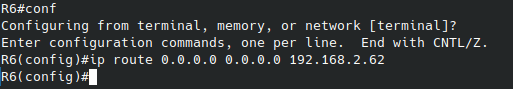 R6#conf
Configuring from terminal, memory, or network [terminal]?
Enter configuration commands, one per line.  End with CNTL/Z.
R6(config)#ip route 0.0.0.0 0.0.0.0 192.168.2.62
R6(config)#